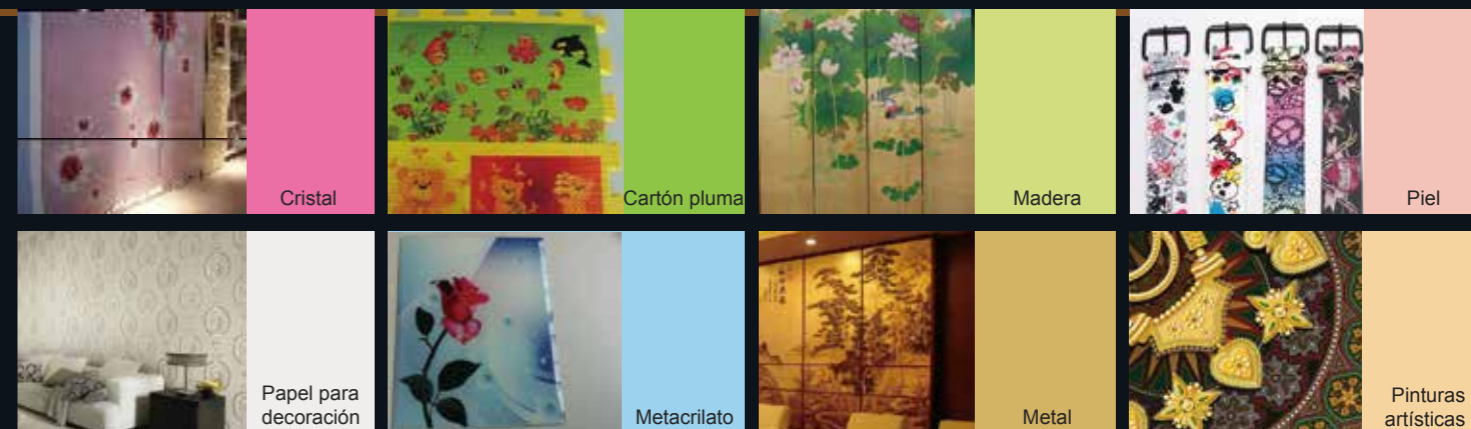 Cristal
Cartón pluma
Madera
Piel
Papel para
decoración
Metacrilato
Metal
Pinturas
artísticas